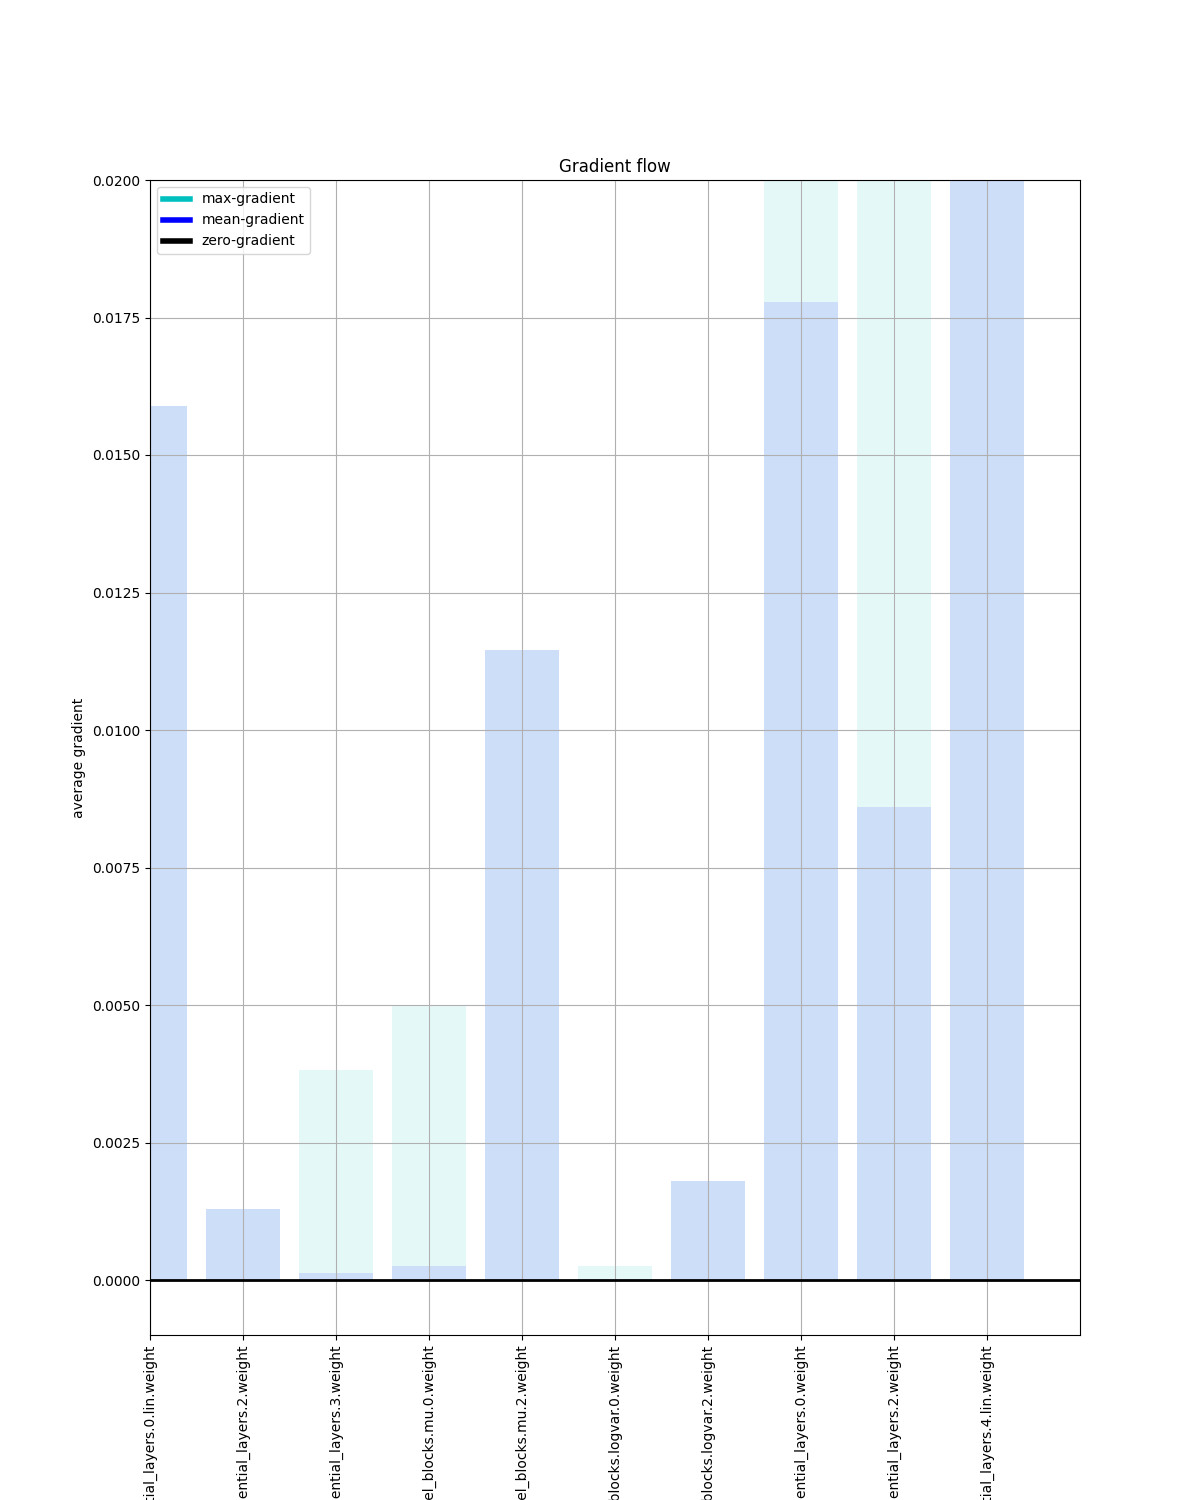 Gradient flow
max-gradient
mean-gradient
zero-gradient
0.0200
0.0175
0.0150
0.0125
0.0100
0.0075
0.0050
0.0025
0.0000
average gradient
tial_layers.0.lin.weight
ential_layers.2.weight
ential_layers.3.weight
el_blocks.mu.0.weight
el_blocks.mu.2.weight
blocks.logvar.0.weight
blocks.logvar.2.weight
ential_layers.0.weight
ential_layers.2.weight
tial_layers.4.lin.weight